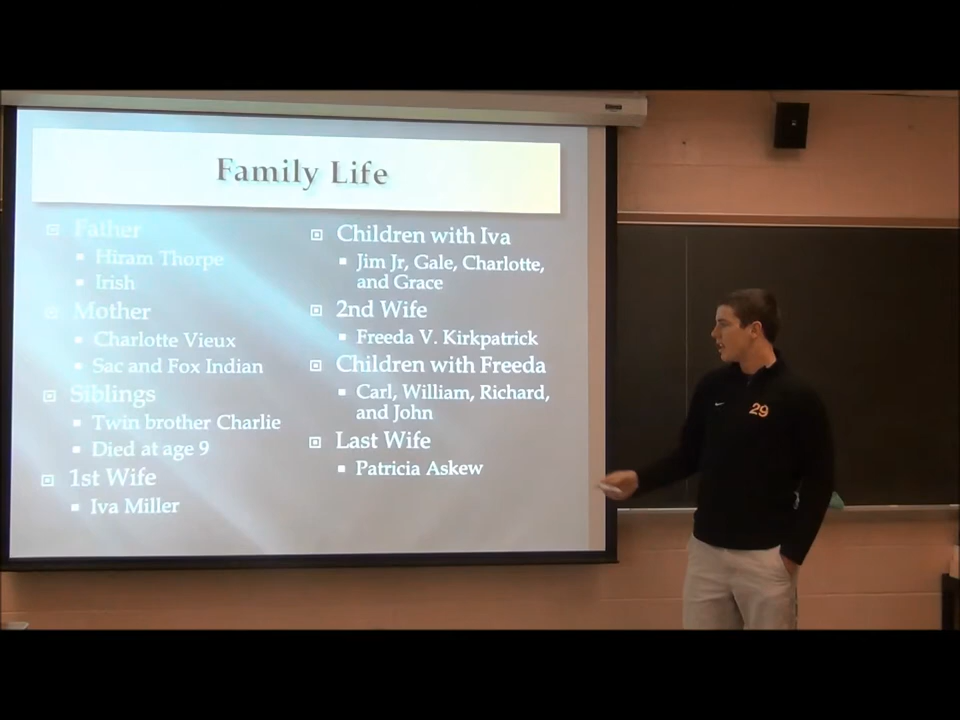 Family Life
Father
Hiram Thorpe
Irish
Mother
Charlotte Vieux
Sac and Fox Indian
Siblings
Twin brother Charlie
Died at age 9
1st Wife
Iva Miller
Children with Iva
Jim Jr, Gale, Charlotte,
and Grace
2nd Wife
Freeda V. Kirkpatrick
Children with Freeda
Carl, William, Richard,
and John
Last Wife
Patricia Askew
29